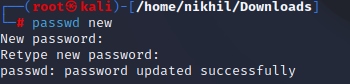 ┌──(root㉿kali)-[/home/nikhil/Downloads]
└─# passwd new
New password:
Retype new password:
passwd: password updated successfully